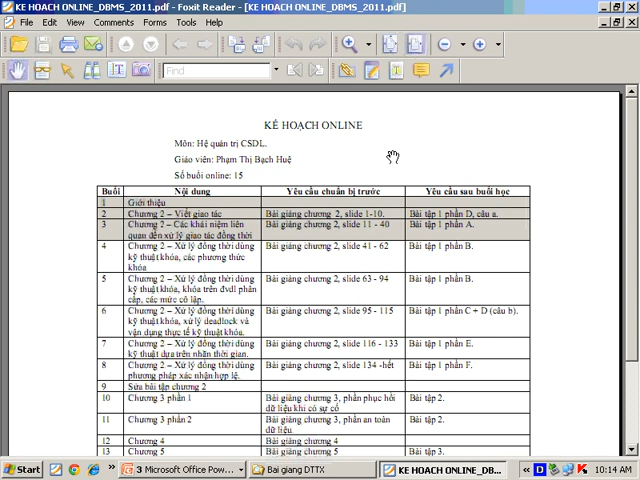 KE HOACH ONLINE_DBMS_2011.pdf - Foxit Reader - [KE HOACH ONLINE_DBMS_2011.pdf]
File Edit View Comments Forms Tools Help
Find
KẾ HOẠCH ONLINE
Môn: Hệ quản trị CSDL.
Giáo viên: Phạm Thị Bạch Huệ
Số buổi online: 15
Buổi Nội dung Yêu cầu chuẩn bị trước Yêu cầu sau buổi học
1 Giới thiệu
2 Chương 2 – Viết giao tác Bài giảng chương 2, slide 1-10. Bài tập 1 phần D, câu a.
3 Chương 2 – Các khái niệm liên Bài giảng chương 2, slide 11 - 40 Bài tập 1 phần A.
quan đến xử lý giao tác đồng thời
4 Chương 2 – Xử lý đồng thời dùng Bài giảng chương 2, slide 41 - 62 Bài tập 1 phần B.
kỹ thuật khóa, các phương thức
khóa
5 Chương 2 – Xử lý đồng thời dùng Bài giảng chương 2, slide 63 - 94 Bài tập 1 phần B.
kỹ thuật khóa, khóa trên đvdl phân
cấp, các mức cô lập.
6 Chương 2 – Xử lý đồng thời dùng Bài giảng chương 2, slide 95 - 115 Bài tập 1 phần C + D (câu b).
kỹ thuật khóa, xử lý deadlock và
vận dụng thực tế kỹ thuật khóa.
7 Chương 2 – Xử lý đồng thời dùng Bài giảng chương 2, slide 116 - 133 Bài tập 1 phần E.
kỹ thuật dựa trên nhãn thời gian.
8 Chương 2 – Xử lý đồng thời dùng Bài giảng chương 2, slide 134 -hết Bài tập 1 phần F.
phương pháp xác nhận hợp lệ.
9 Sửa bài tập chương 2
10 Chương 3 phần 1 Bài giảng chương 3, phần phục hồi Bài tập 2.
dữ liệu khi có sự cố
11 Chương 3 phần 2 Bài giảng chương 3, phần an toàn Bài tập 2.
dữ liệu
12 Chương 4 Bài giảng chương 4
13 Chương 5 Bài giảng chương 5 Bài tập 3.
Start 3 Microsoft Office Pow... Bai giang DTTX KE HOACH ONLINE_DB... 10:14 AM